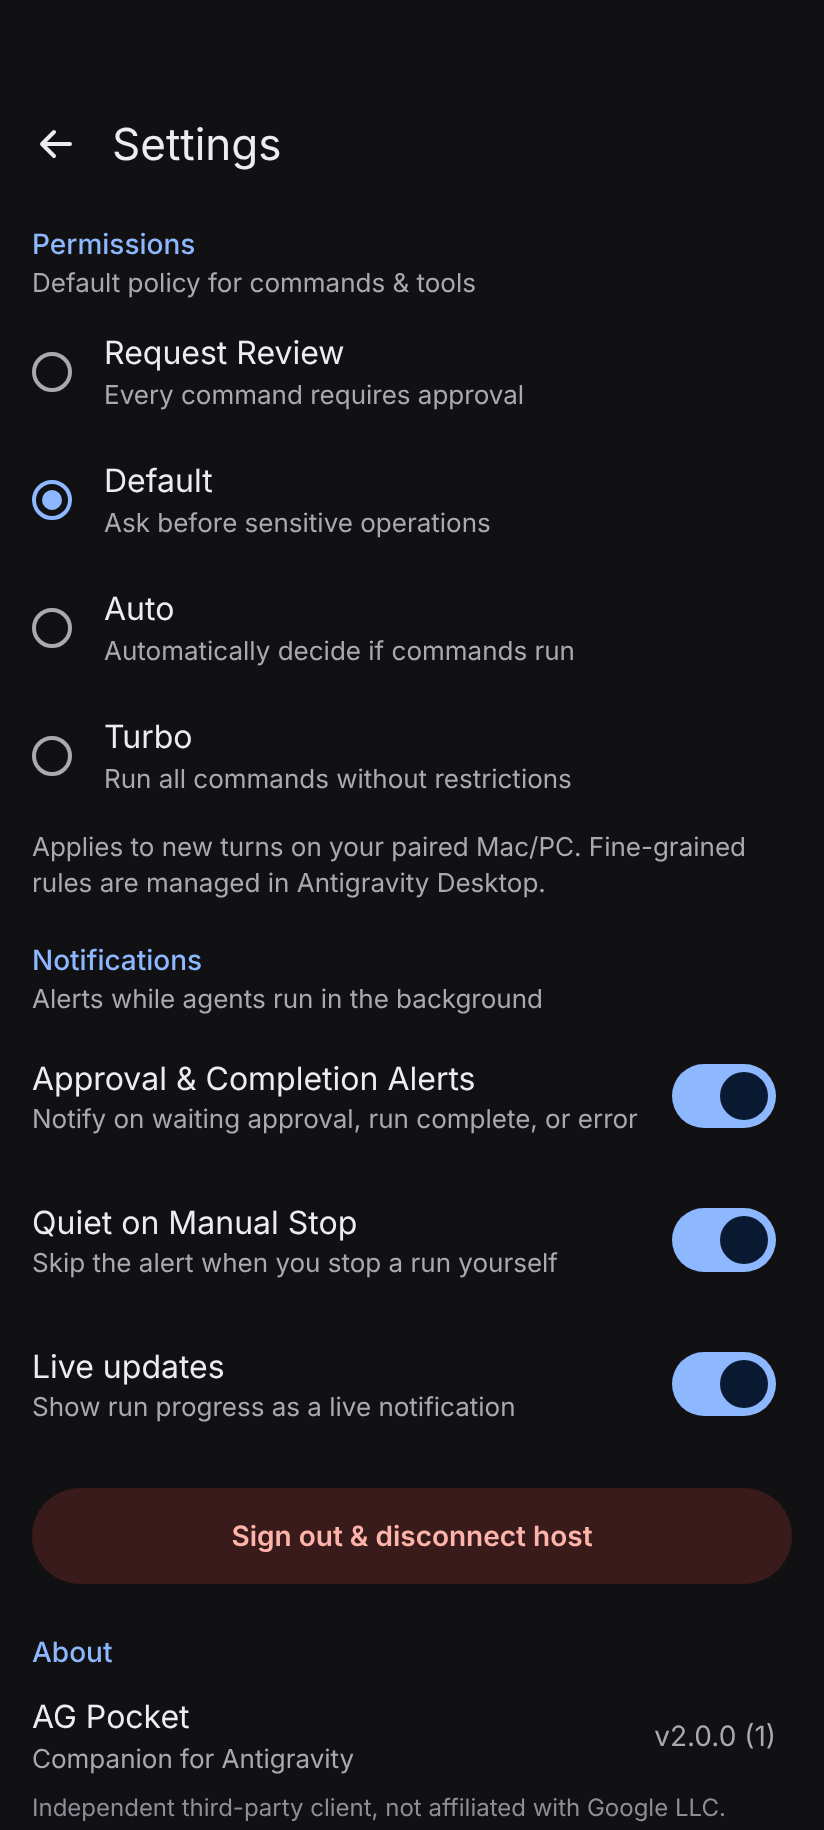 Settings
Permissions
Default policy for commands & tools
Request Review
Every command requires approval
Default
Ask before sensitive operations
Auto
Automatically decide if commands run
Turbo
Run all commands without restrictions
Applies to new turns on your paired Mac/PC. Fine-grained
rules are managed in Antigravity Desktop.
Notifications
Alerts while agents run in the background
Approval & Completion Alerts
Notify on waiting approval, run complete, or error
Quiet on Manual Stop
Skip the alert when you stop a run yourself
Live updates
Show run progress as a live notification
Sign out & disconnect host
About
AG Pocket
v2.0.0 (1)
Companion for Antigravity
Independent third-party client, not affiliated with Google LLC.